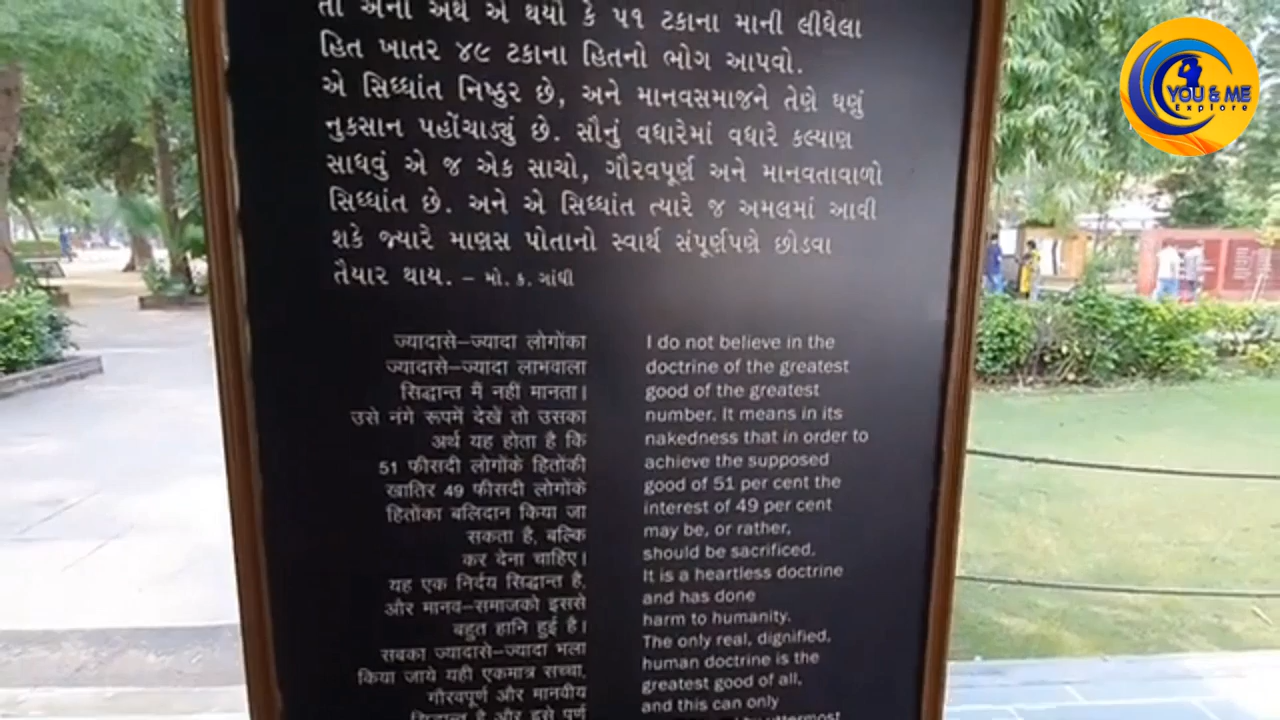 તો એનો અર્થ એ થયો કે ૫૧ ટકાના માની લીધેલા
હિત ખાતર ૪૯ ટકાના હિતનો ભોગ આપવો.
એ સિધ્ધાંત નિષ્ઠુર છે, અને માનવસમાજને તેણે ઘણું
નુકસાન પહોંચાડ્યું છે. સૌનું વધારેમાં વધારે કલ્યાણ
સાધવું એ જ એક સાચો, ગૌરવપૂર્ણ અને માનવતાવાળો
સિધ્ધાંત છે. અને એ સિધ્ધાંત ત્યારે જ અમલમાં આવી
શકે જ્યારે માણસ પોતાનો સ્વાર્થ સંપૂર્ણપણે છોડવા
તૈયાર થાય. – મો. ક. ગાંધી
ज्यादासे–ज्यादा लोगोंका
ज्यादासे–ज्यादा लाभवाला
सिद्धान्त मैं नहीं मानता।
उसे नंगे रूपमें देखें तो उसका
अर्थ यह होता है कि
51 फीसदी लोगोंके हितोंकी
खातिर 49 फीसदी लोगोंके
हितोंका बलिदान किया जा
सकता है, बल्कि
कर देना चाहिए।
यह एक निर्दय सिद्धान्त है,
और मानव–समाजको इससे
बहुत हानि हुई है।
सबका ज्यादासे–ज्यादा भला
किया जाये यही एकमात्र सच्चा,
गौरवपूर्ण और मानवीय
सिद्धान्त है और इसे पूर्ण
I do not believe in the
doctrine of the greatest
good of the greatest
number. It means in its
nakedness that in order to
achieve the supposed
good of 51 per cent the
interest of 49 per cent
may be, or rather,
should be sacrificed.
It is a heartless doctrine
and has done
harm to humanity.
The only real, dignified,
human doctrine is the
greatest good of all,
and this can only
uttermost
YOU & ME
Explore